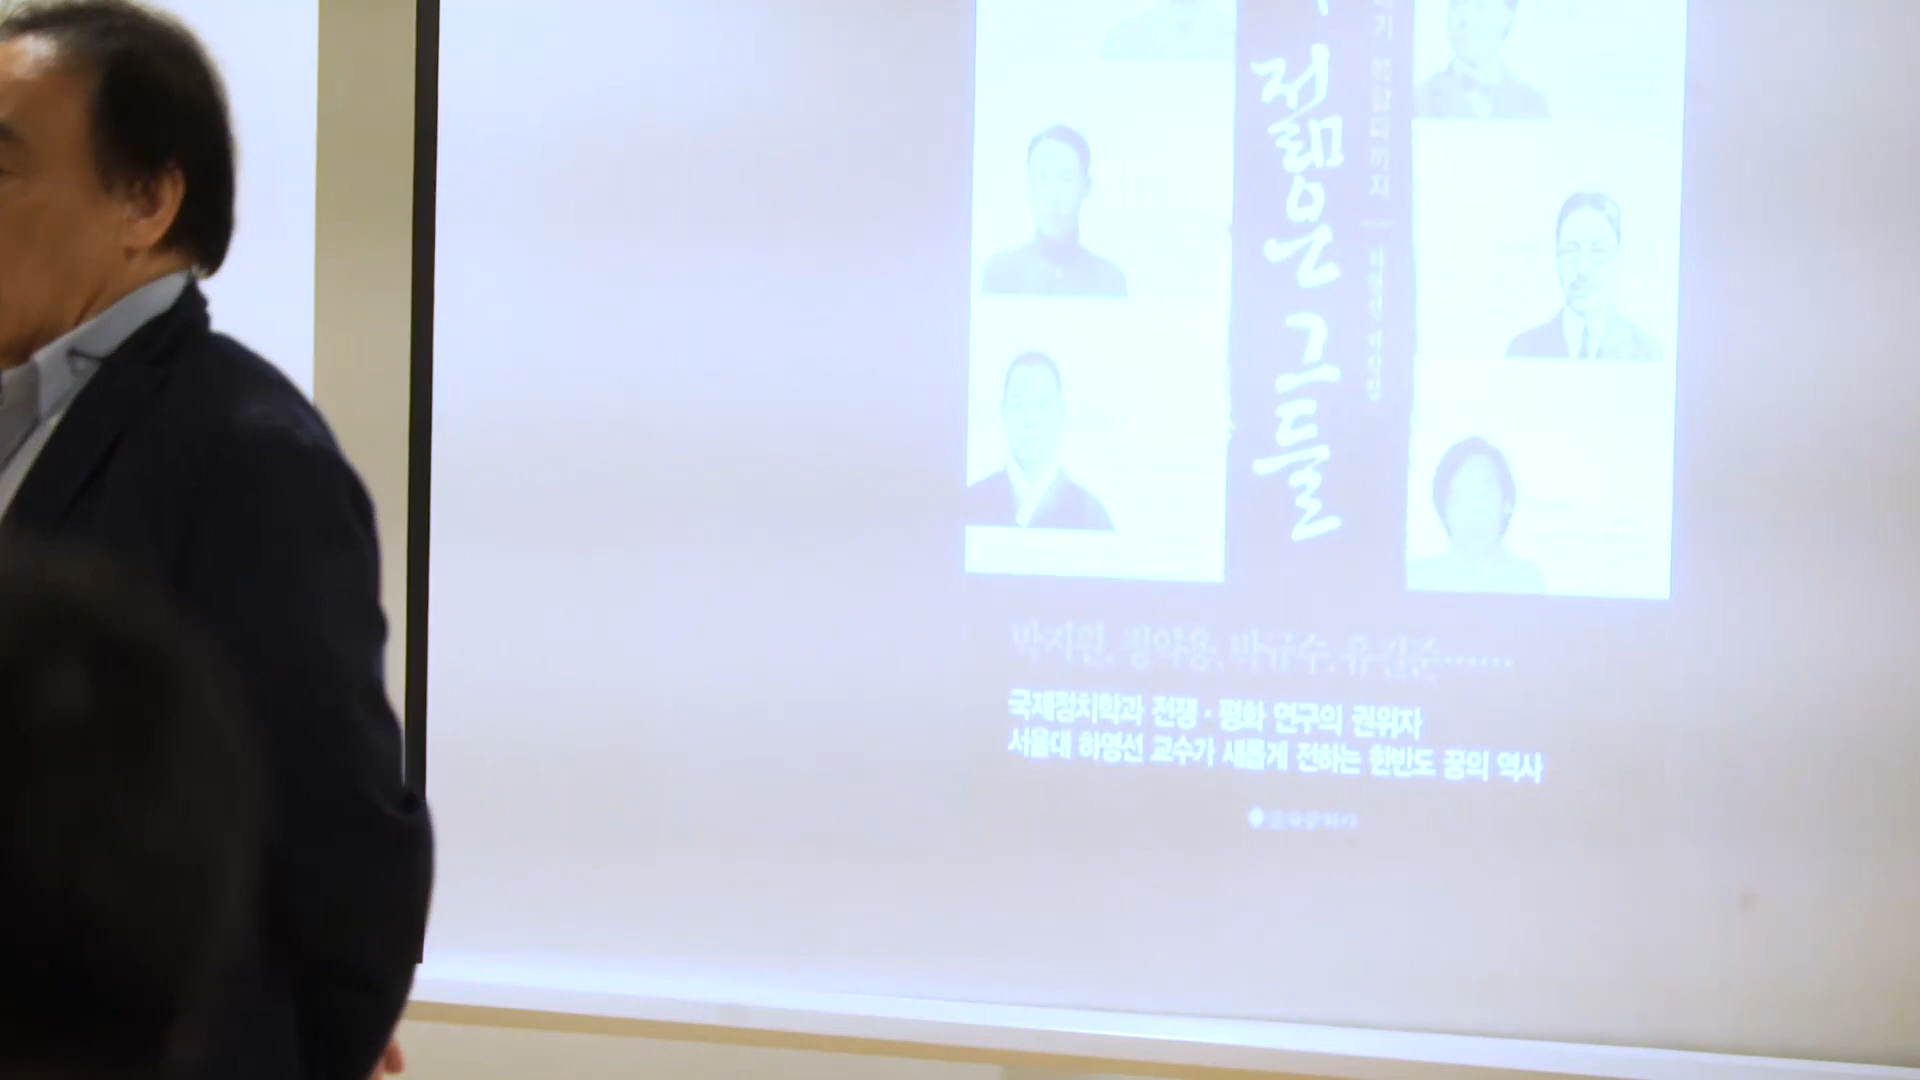 젊은 그들
까지
박지원, 정약용, 박규수, 유길준……
국제정치학과 전쟁·평화 연구의 권위자
서울대 하영선 교수가 새롭게 전하는 한반도 꿈의 역사